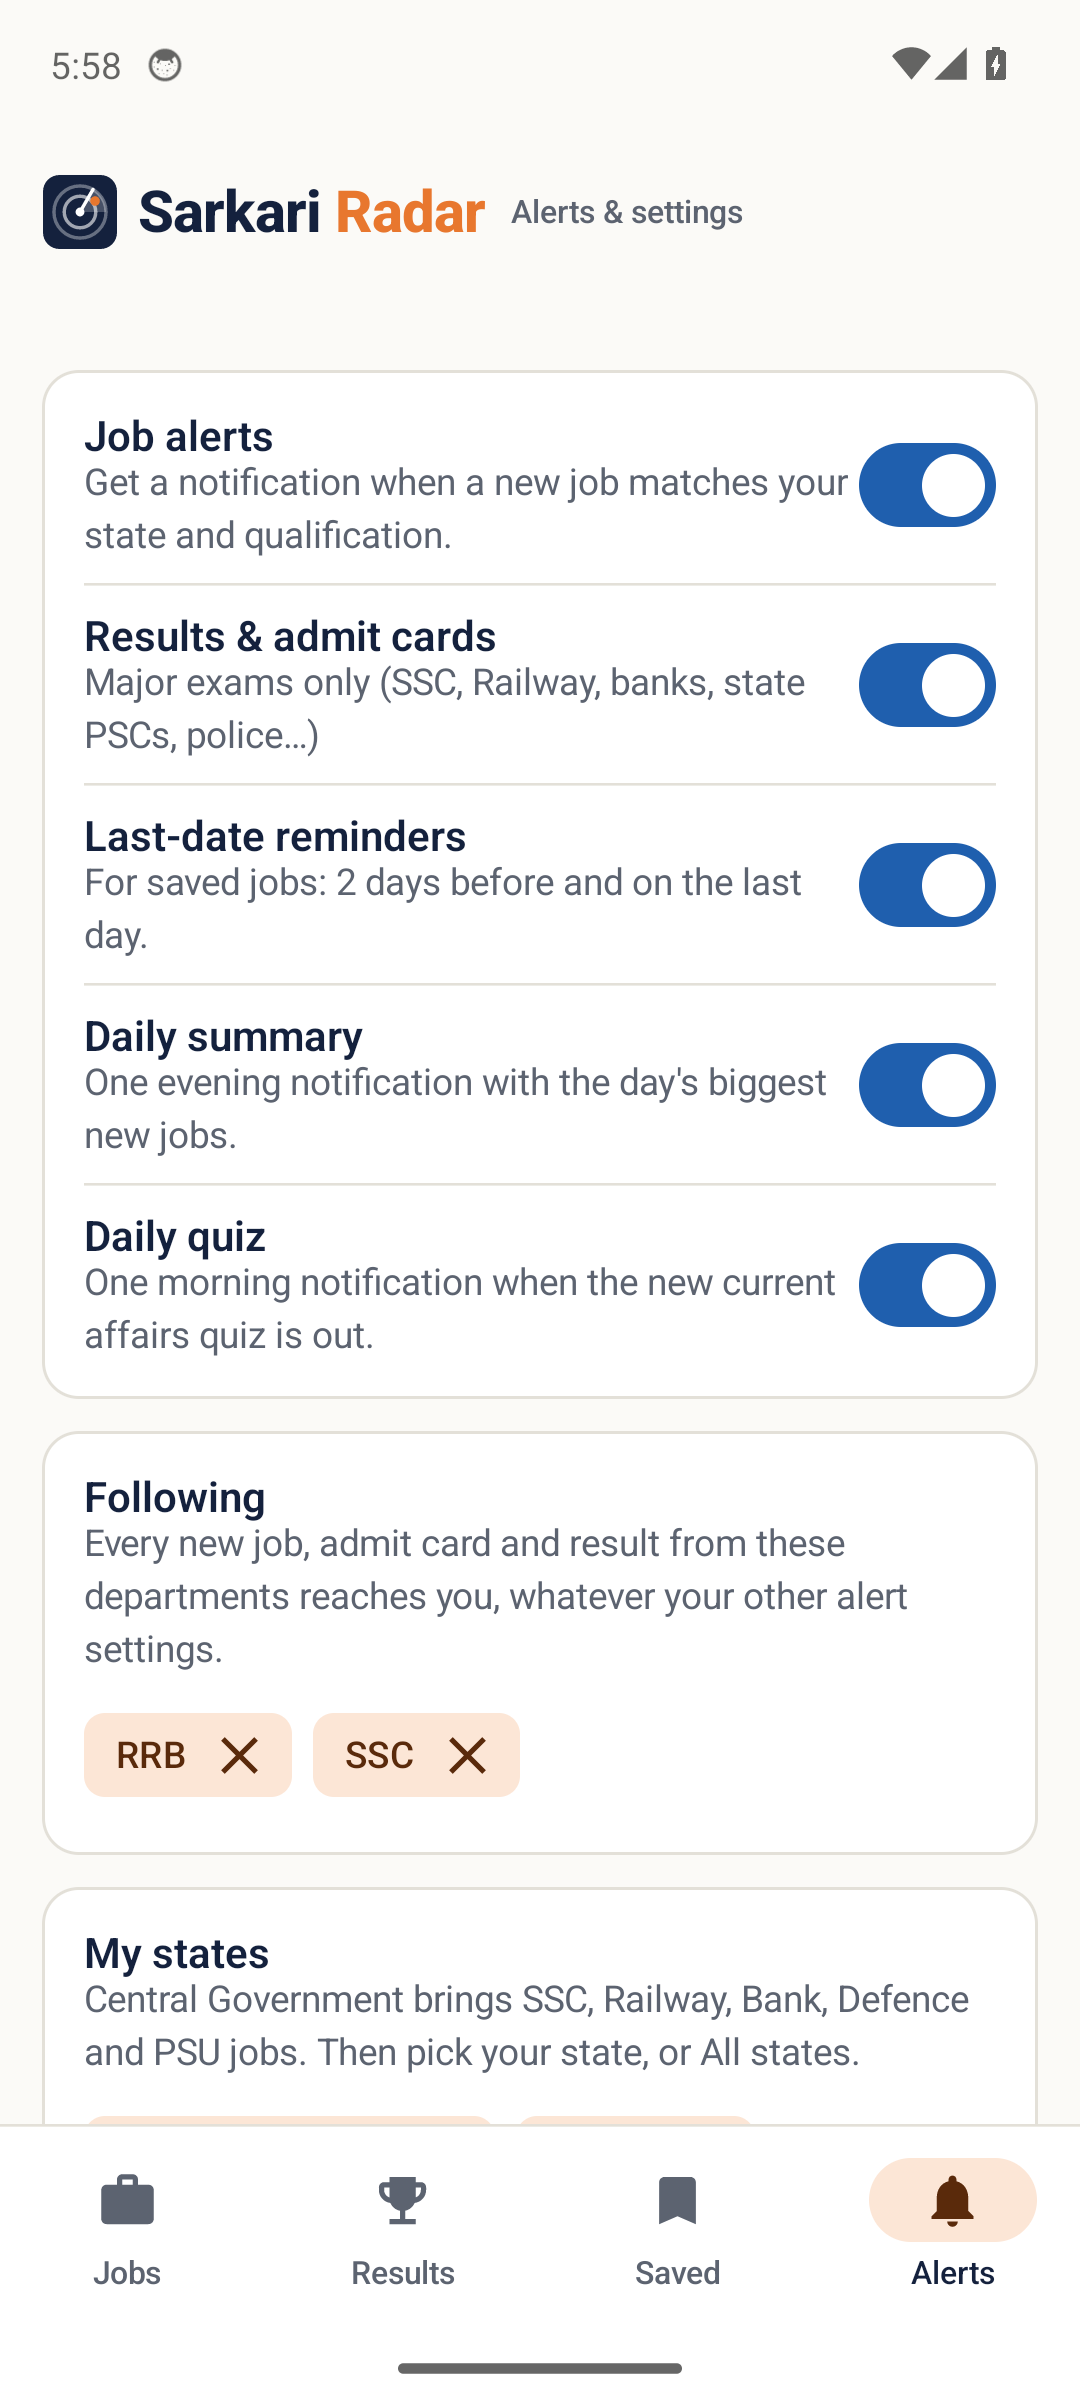 5:58
Sarkari Radar Alerts & settings
Job alerts
Get a notification when a new job matches your
state and qualification.
Results & admit cards
Major exams only (SSC, Railway, banks, state
PSCs, police…)
Last-date reminders
For saved jobs: 2 days before and on the last
day.
Daily summary
One evening notification with the day's biggest
new jobs.
Daily quiz
One morning notification when the new current
affairs quiz is out.
Following
Every new job, admit card and result from these
departments reaches you, whatever your other alert
settings.
RRB SSC
My states
Central Government brings SSC, Railway, Bank, Defence
and PSU jobs. Then pick your state, or All states.
Jobs Results Saved Alerts